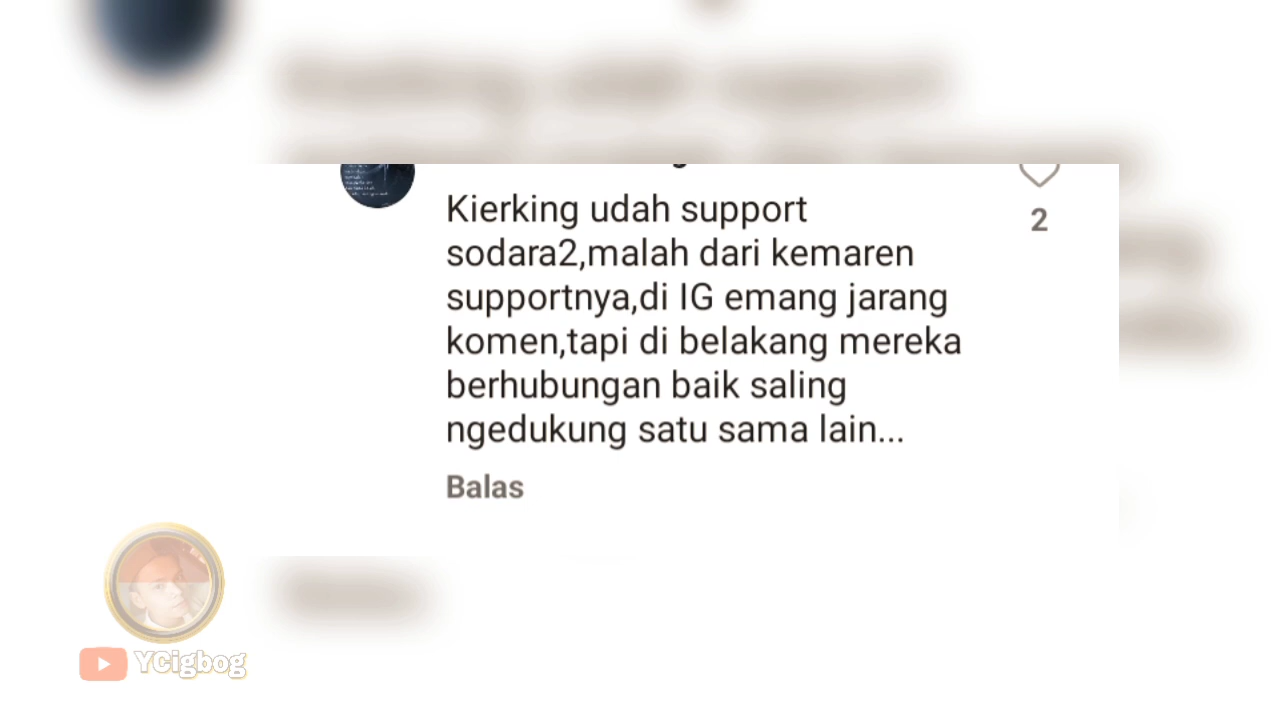 Kierking udah support
sodara2,malah dari kemaren
supportnya,di IG emang jarang
komen,tapi di belakang mereka
berhubungan baik saling
ngedukung satu sama lain...
2
Balas
YCigbog